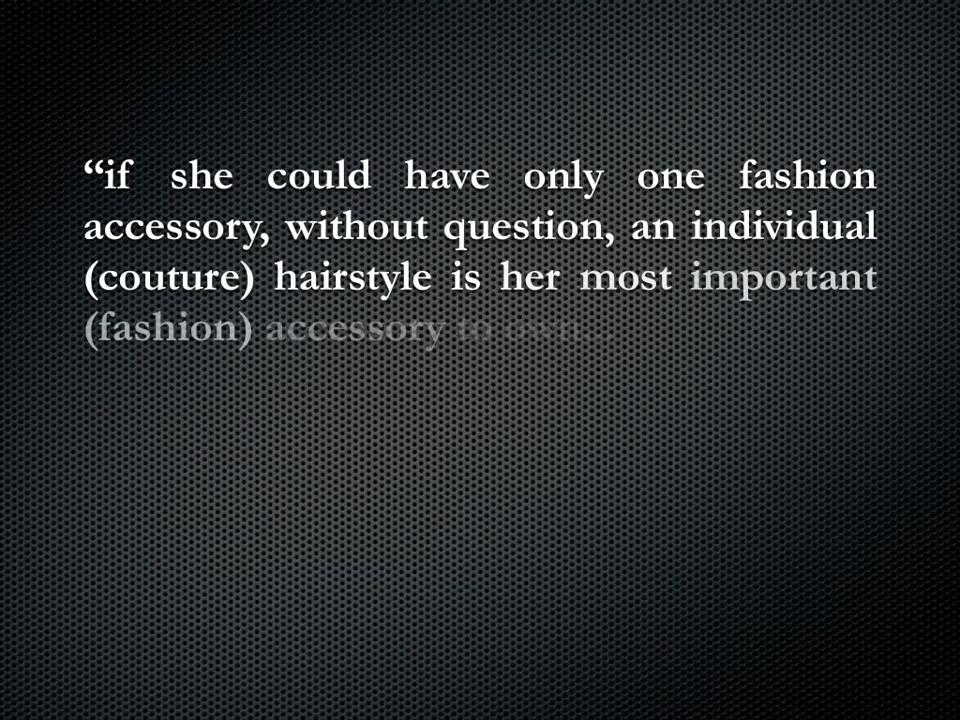 “if she could have only one fashion
accessory, without question, an individual
(couture) hairstyle is her most important
(fashion) accessory to